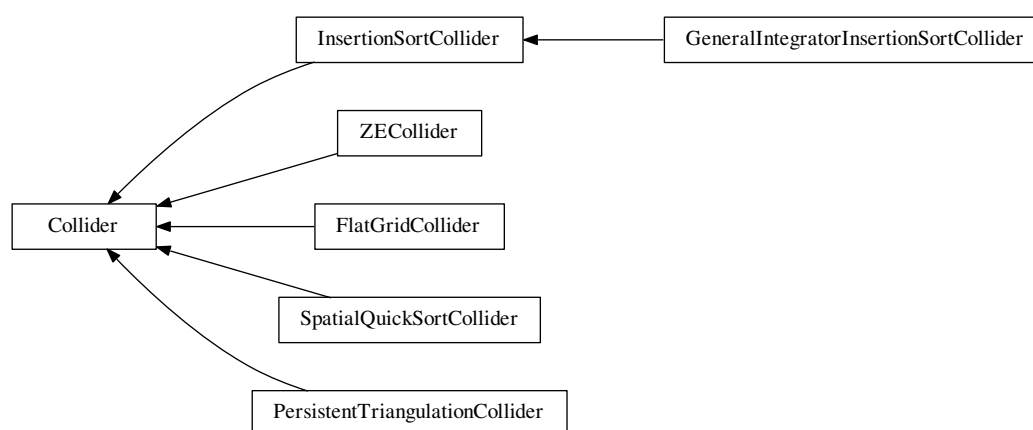 InsertionSortCollider
GeneralIntegratorInsertionSortCollider
ZECollider
Collider
FlatGridCollider
SpatialQuickSortCollider
PersistentTriangulationCollider